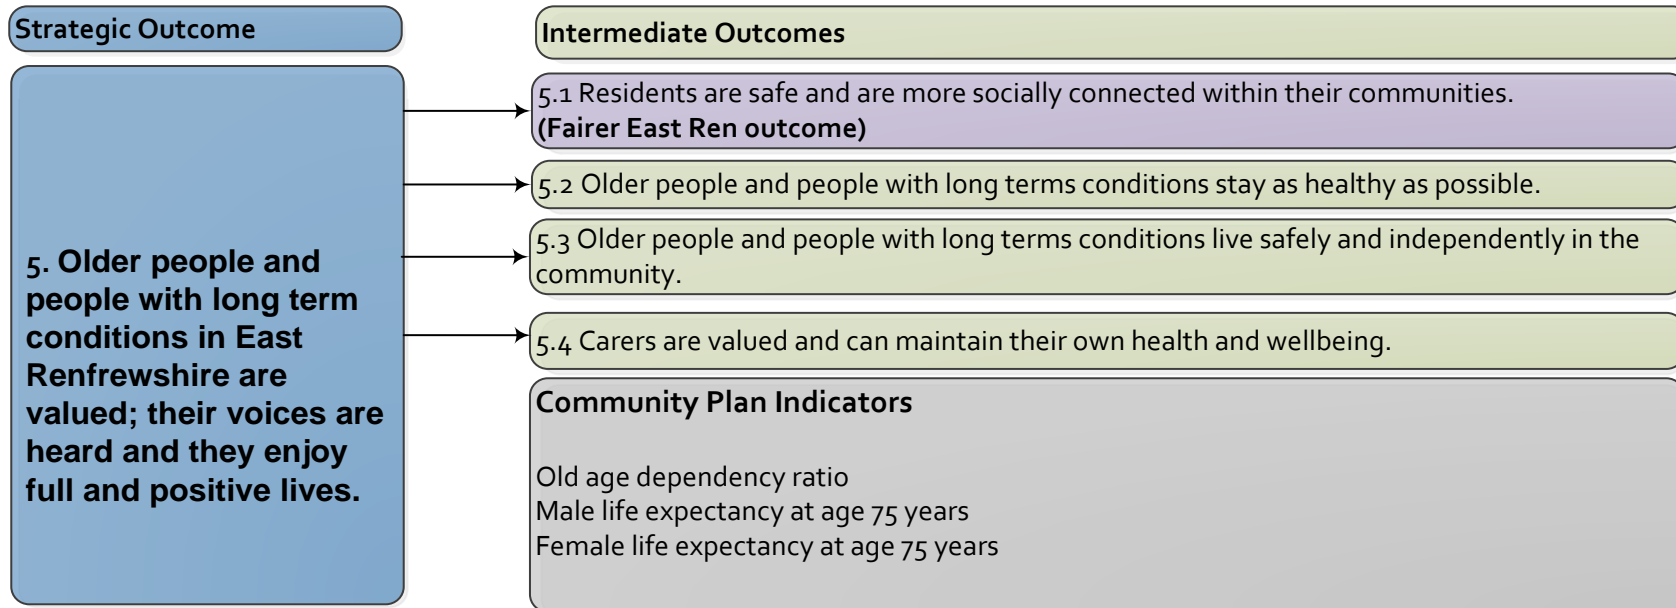 Strategic Outcome
Intermediate Outcomes
5. Older people and
people with long term
conditions in East
Renfrewshire are
valued; their voices are
heard and they enjoy
full and positive lives.
5.1 Residents are safe and are more socially connected within their communities.
(Fairer East Ren outcome)
5.2 Older people and people with long terms conditions stay as healthy as possible.
5.3 Older people and people with long terms conditions live safely and independently in the
community.
5.4 Carers are valued and can maintain their own health and wellbeing.
Community Plan Indicators
Old age dependency ratio
Male life expectancy at age 75 years
Female life expectancy at age 75 years